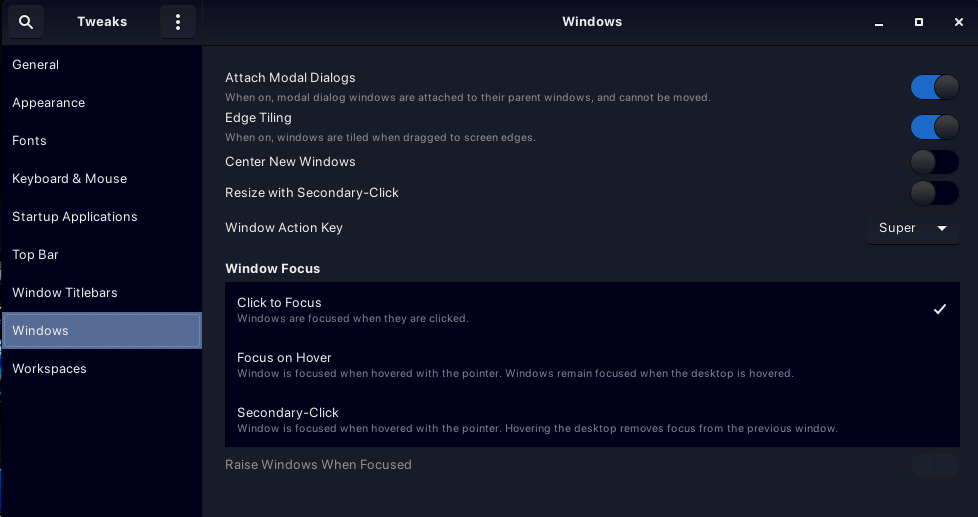 Tweaks
Windows
General
Appearance
Fonts
Keyboard & Mouse
Startup Applications
Top Bar
Window Titlebars
Windows
Workspaces
Attach Modal Dialogs
When on, modal dialog windows are attached to their parent windows, and cannot be moved.
Edge Tiling
When on, windows are tiled when dragged to screen edges.
Center New Windows
Resize with Secondary-Click
Window Action Key
Super
Window Focus
Click to Focus
Windows are focused when they are clicked.
Focus on Hover
Window is focused when hovered with the pointer. Windows remain focused when the desktop is hovered.
Secondary-Click
Window is focused when hovered with the pointer. Hovering the desktop removes focus from the previous window.
Raise Windows When Focused